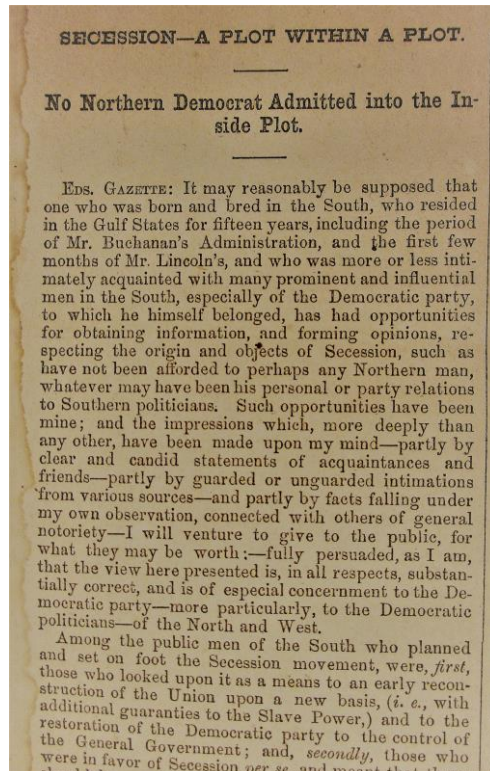 SECESSION—A PLOT WITHIN A PLOT.
No Northern Democrat Admitted into the In-
side Plot.
EDS. GAZETTE: It may reasonably be supposed that
one who was born and bred in the South, who resided
in the Gulf States for fifteen years, including the period
of Mr. Buchanan's Administration, and the first few
months of Mr. Lincoln's, and who was more or less inti-
mately acquainted with many prominent and influential
men in the South, especially of the Democratic party,
to which he himself belonged, has had opportunities
for obtaining information, and forming opinions, re-
specting the origin and objects of Secession, such as
have not been afforded to perhaps any Northern man,
whatever may have been his personal or party relations
to Southern politicians. Such opportunities have been
mine; and the impressions which, more deeply than
any other, have been made upon my mind—partly by
clear and candid statements of acquaintances and
friends—partly by guarded or unguarded intimations
from various sources—and partly by facts falling under
my own observation, connected with others of general
notoriety—I will venture to give to the public, for
what they may be worth:—fully persuaded, as I am,
that the view here presented is, in all respects, substan-
tially correct, and is of especial concernment to the De-
mocratic party—more particularly, to the Democratic
politicians—of the North and West.
Among the public men of the South who planned
and set on foot the Secession movement, were, first,
those who looked upon it as a means to an early recon-
struction of the Union upon a new basis, (i. e., with
additional guaranties to the Slave Power,) and to the
restoration of the Democratic party to the control of
the General Government; and, secondly, those who
were in favor of Secession per se, and meant